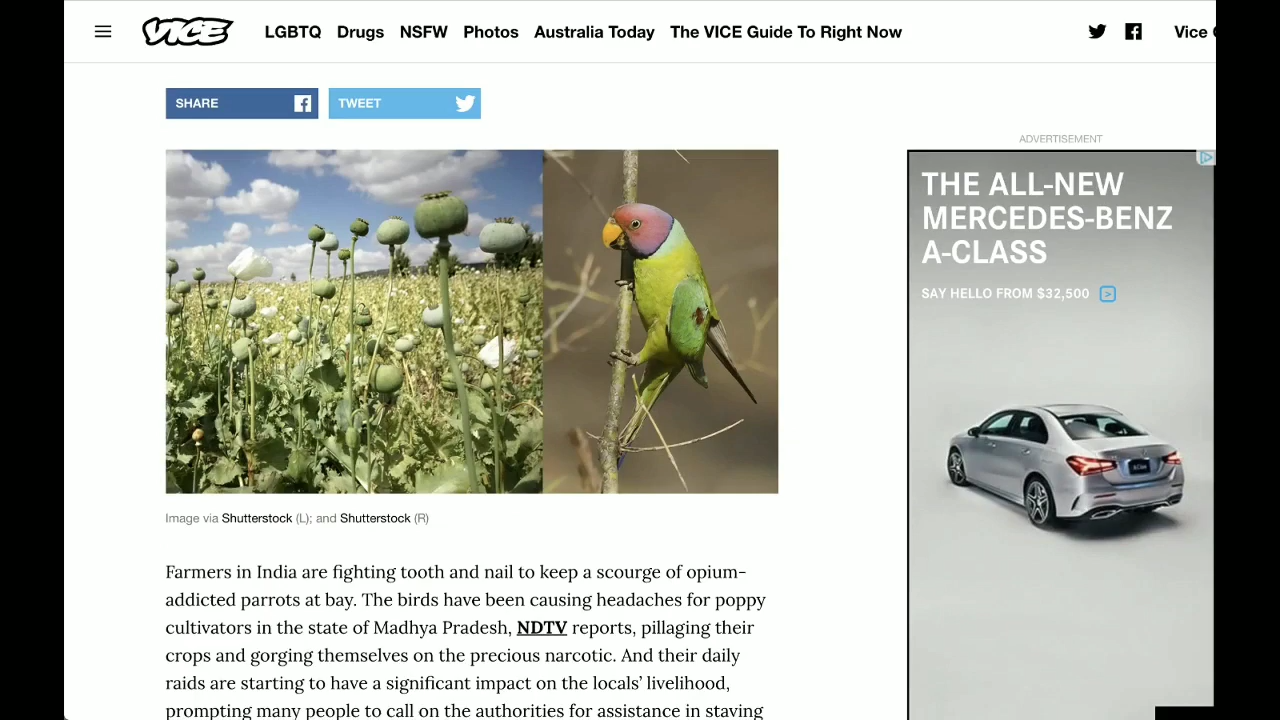 VICE LGBTQ Drugs NSFW Photos Australia Today The VICE Guide To Right Now Vice
SHARE TWEET
ADVERTISEMENT
THE ALL-NEW
MERCEDES-BENZ
A-CLASS
SAY HELLO FROM $32,500
Image via Shutterstock (L); and Shutterstock (R)
Farmers in India are fighting tooth and nail to keep a scourge of opium-
addicted parrots at bay. The birds have been causing headaches for poppy
cultivators in the state of Madhya Pradesh, NDTV reports, pillaging their
crops and gorging themselves on the precious narcotic. And their daily
raids are starting to have a significant impact on the locals’ livelihood,
prompting many people to call on the authorities for assistance in staving